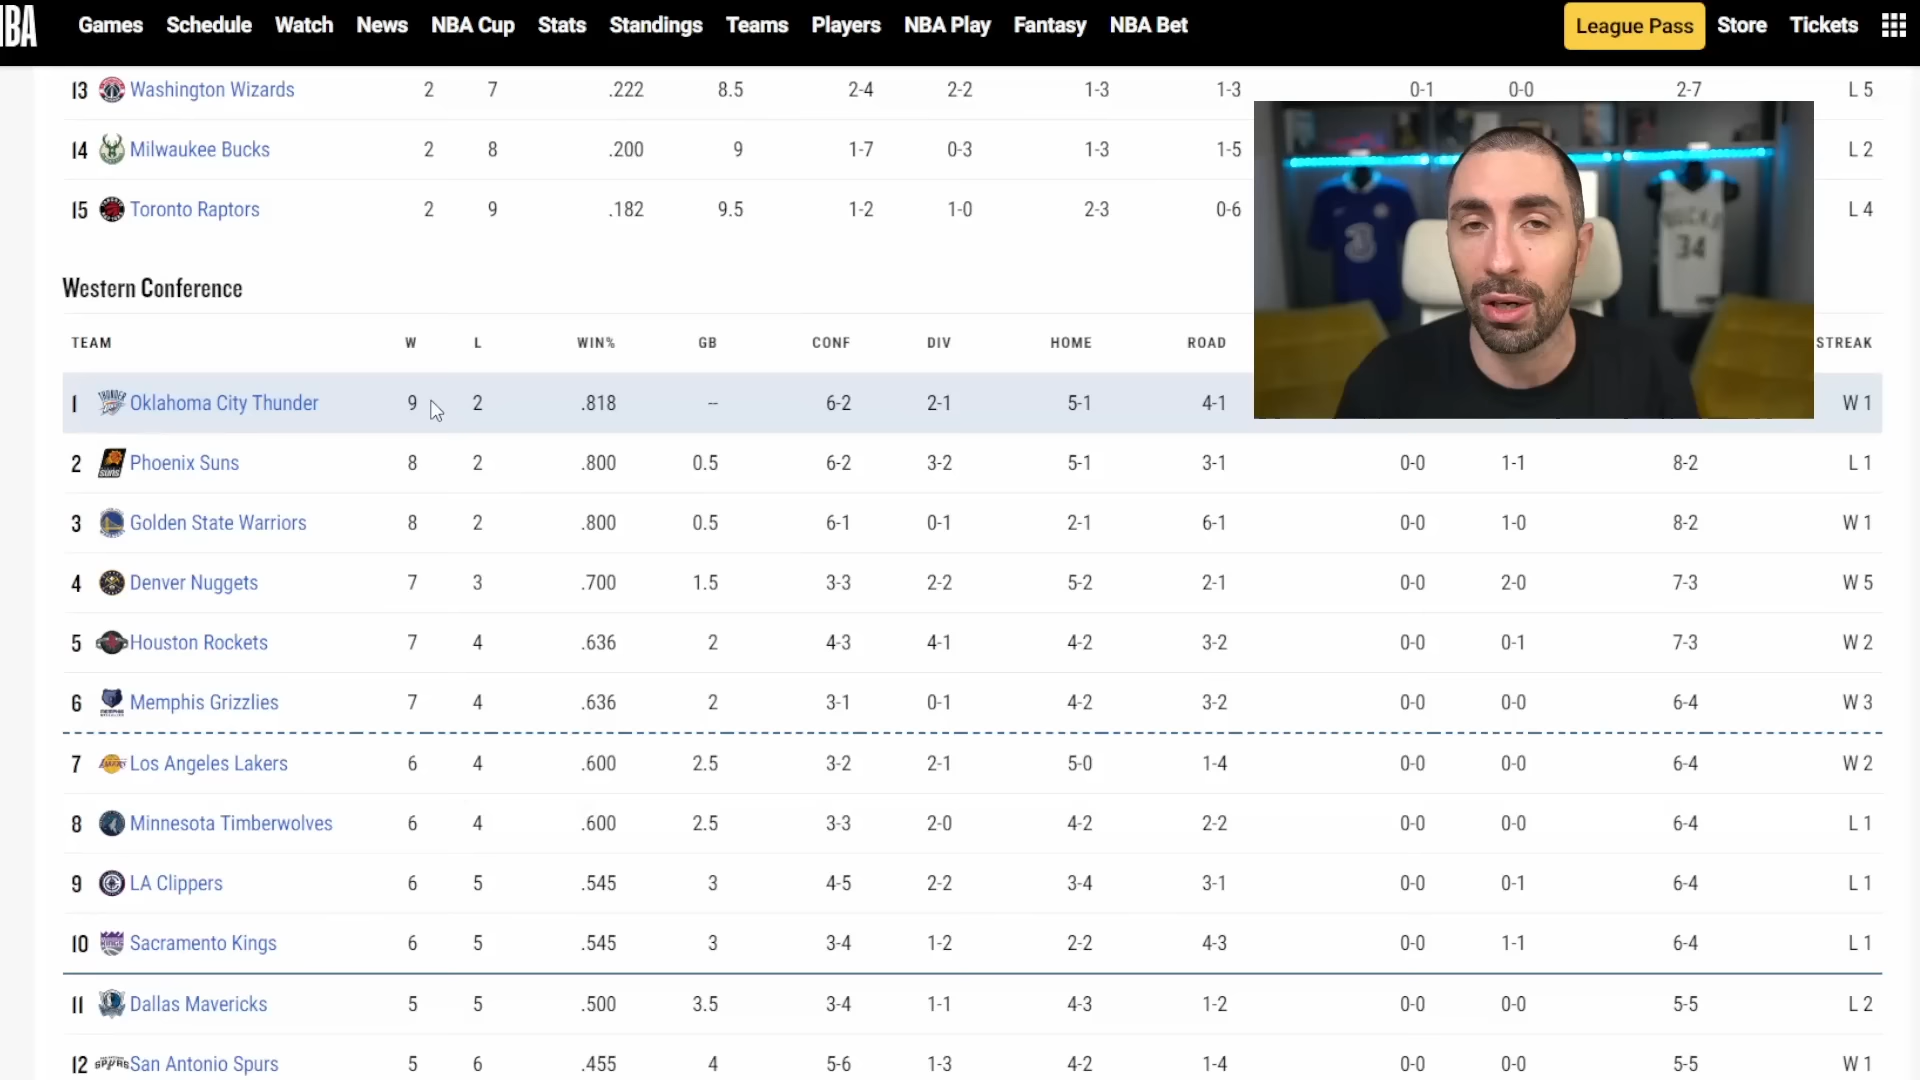 NBA Games Schedule Watch News NBA Cup Stats Standings Teams Players NBA Play Fantasy NBA Bet League Pass Store Tickets
13 Washington Wizards 2 7 .222 8.5 2-4 2-2 1-3 1-3 0-1 0-0 2-7 L 5
14 Milwaukee Bucks 2 8 .200 9 1-7 0-3 1-3 1-5 L 2
15 Toronto Raptors 2 9 .182 9.5 1-2 1-0 2-3 0-6 L 4
3
34
Western Conference
TEAM W L WIN% GB CONF DIV HOME ROAD STREAK
1 Oklahoma City Thunder 9 2 .818 -- 6-2 2-1 5-1 4-1 W 1
2 Phoenix Suns 8 2 .800 0.5 6-2 3-2 5-1 3-1 0-0 1-1 8-2 L 1
3 Golden State Warriors 8 2 .800 0.5 6-1 0-1 2-1 6-1 0-0 1-0 8-2 W 1
4 Denver Nuggets 7 3 .700 1.5 3-3 2-2 5-2 2-1 0-0 2-0 7-3 W 5
5 Houston Rockets 7 4 .636 2 4-3 4-1 4-2 3-2 0-0 0-1 7-3 W 2
6 Memphis Grizzlies 7 4 .636 2 3-1 0-1 4-2 3-2 0-0 0-0 6-4 W 3
7 Los Angeles Lakers 6 4 .600 2.5 3-2 2-1 5-0 1-4 0-0 0-0 6-4 W 2
8 Minnesota Timberwolves 6 4 .600 2.5 3-3 2-0 4-2 2-2 0-0 0-0 6-4 L 1
9 LA Clippers 6 5 .545 3 4-5 2-2 3-4 3-1 0-0 0-1 6-4 L 1
10 Sacramento Kings 6 5 .545 3 3-4 1-2 2-2 4-3 0-0 1-1 6-4 L 1
11 Dallas Mavericks 5 5 .500 3.5 3-4 1-1 4-3 1-2 0-0 0-0 5-5 L 2
12 SPURS San Antonio Spurs 5 6 .455 4 5-6 1-3 4-2 1-4 0-0 0-0 5-5 W 1